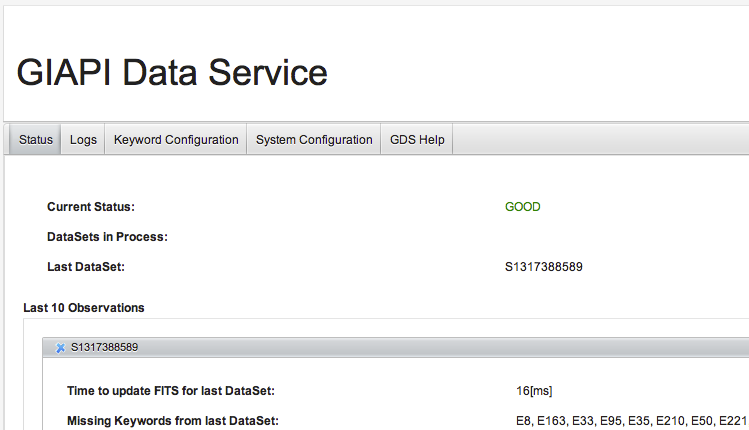 GIAPI Data Service
Status Logs Keyword Configuration System Configuration GDS Help
Current Status: GOOD
DataSets in Process:
Last DataSet: S1317388589
Last 10 Observations
S1317388589
Time to update FITS for last DataSet: 16[ms]
Missing Keywords from last DataSet: E8, E163, E33, E95, E35, E210, E50, E221